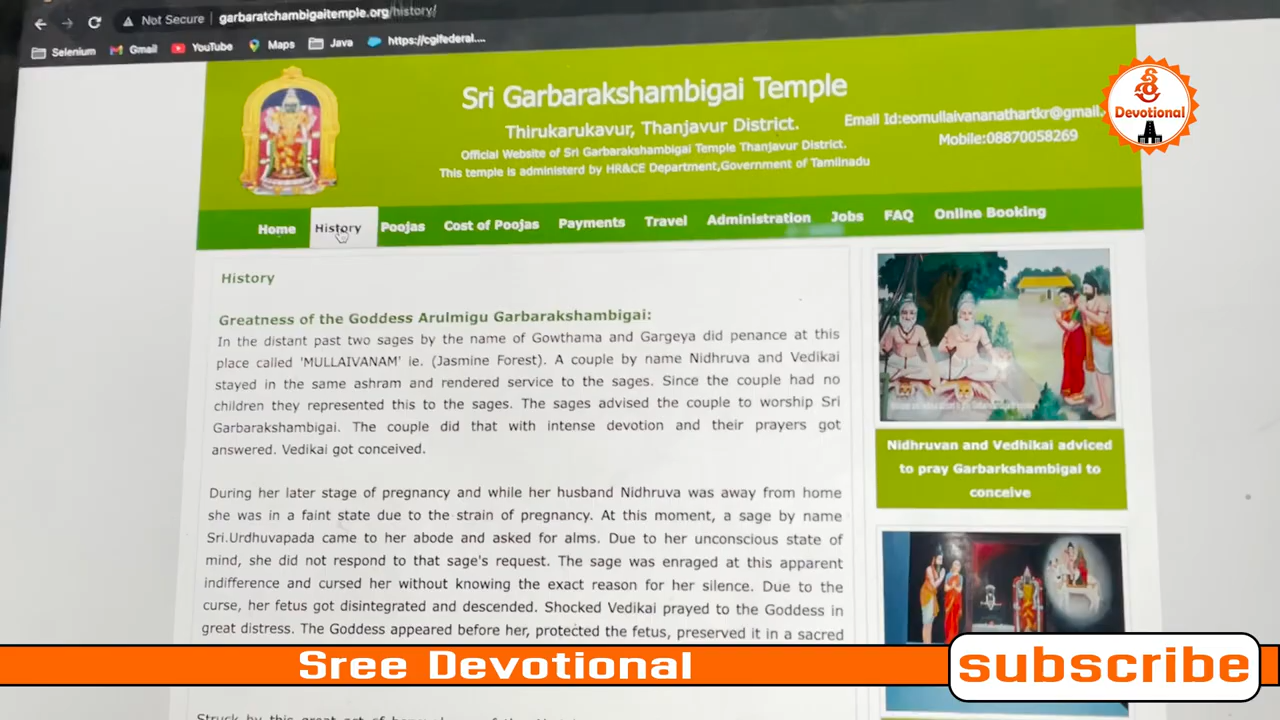 Not Secure | garbaratchambigaitemple.org/history/
Selenium Gmail YouTube Maps Java https://cgifederal....
Sri Garbarakshambigai Temple
Thirukarukavur, Thanjavur District.
Official Website of Sri Garbarakshambigai Temple Thanjavur District.
This temple is administerd by HR&CE Department,Government of Tamilnadu
Email Id:eomullaivananathartkr@gmail.
Mobile:08870058269
Devotional
Home History Poojas Cost of Poojas Payments Travel Administration Jobs FAQ Online Booking
History
Greatness of the Goddess Arulmigu Garbarakshambigai:
In the distant past two sages by the name of Gowthama and Gargeya did penance at this
place called 'MULLAIVANAM' ie. (Jasmine Forest). A couple by name Nidhruva and Vedikai
stayed in the same ashram and rendered service to the sages. Since the couple had no
children they represented this to the sages. The sages advised the couple to worship Sri
Garbarakshambigai. The couple did that with intense devotion and their prayers got
answered. Vedikai got conceived.
During her later stage of pregnancy and while her husband Nidhruva was away from home
she was in a faint state due to the strain of pregnancy. At this moment, a sage by name
Sri.Urdhuvapada came to her abode and asked for alms. Due to her unconscious state of
mind, she did not respond to that sage's request. The sage was enraged at this apparent
indifference and cursed her without knowing the exact reason for her silence. Due to the
curse, her fetus got disintegrated and descended. Shocked Vedikai prayed to the Goddess in
great distress. The Goddess appeared before her, protected the fetus, preserved it in a sacred
Struck by this great act of
Nidhruvan and Vedhikai adviced
to pray Garbarkshambigai to
conceive
Sree Devotional
subscribe